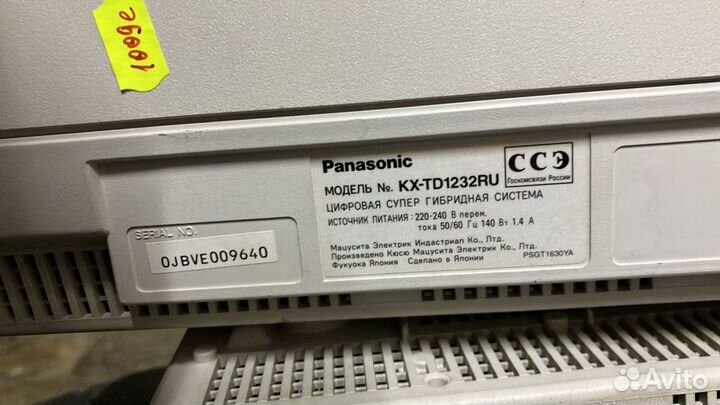 1000р
Panasonic
МОДЕЛЬ №. KX-TD1232RU
ССЭ
Госкомсвязи России
ЦИФРОВАЯ СУПЕР ГИБРИДНАЯ СИСТЕМА
ИСТОЧНИК ПИТАНИЯ: 220-240 В перем.
тока 50/60 Гц 140 Вт 1.4 А
Мацусита Электрик Индастриал Ко., Лтд.
Произведено Кюсю Мацусита Электрик Ко., Лтд.
Фукуока Япония Сделано в Японии
PSGT1630YA
SERIAL NO.
0JBVE009640
Avito